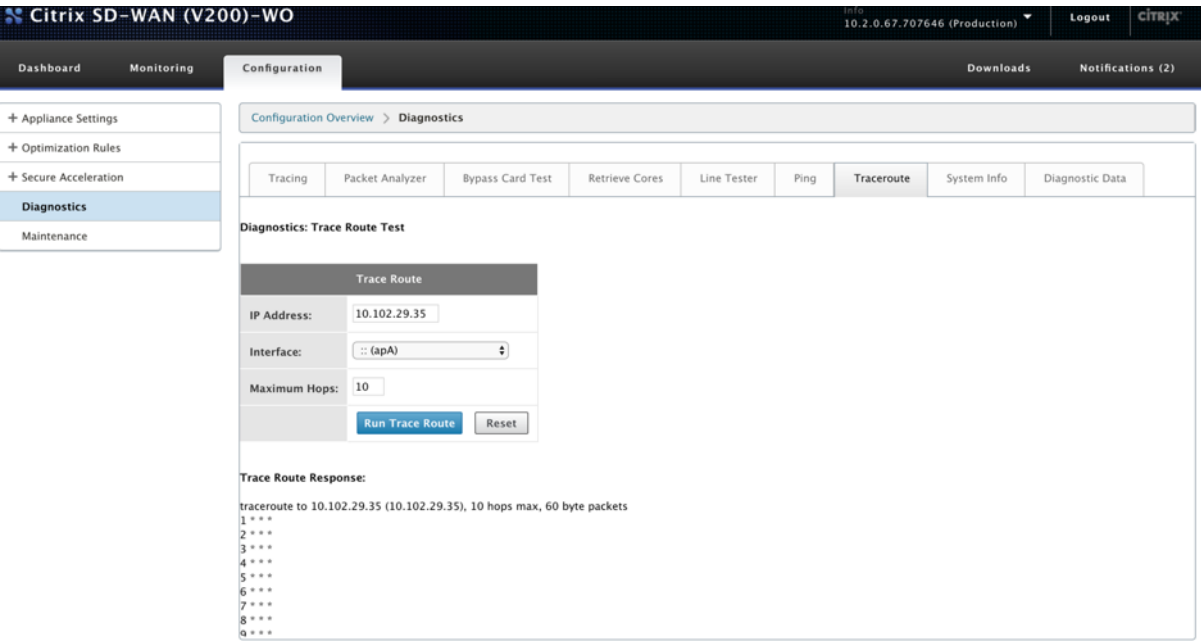 Citrix SD-WAN (V200)-WO
Info
10.2.0.67.707646 (Production)
Logout
CITRIX
Dashboard Monitoring Configuration Downloads Notifications (2)
+ Appliance Settings
+ Optimization Rules
+ Secure Acceleration
Diagnostics
Maintenance
Configuration Overview > Diagnostics
Tracing Packet Analyzer Bypass Card Test Retrieve Cores Line Tester Ping Traceroute System Info Diagnostic Data
Diagnostics: Trace Route Test
Trace Route
IP Address: 10.102.29.35
Interface: :: (apA)
Maximum Hops: 10
Run Trace Route Reset
Trace Route Response:
traceroute to 10.102.29.35 (10.102.29.35), 10 hops max, 60 byte packets
1 * * *
2 * * *
3 * * *
4 * * *
5 * * *
6 * * *
7 * * *
8 * * *
9 * * *